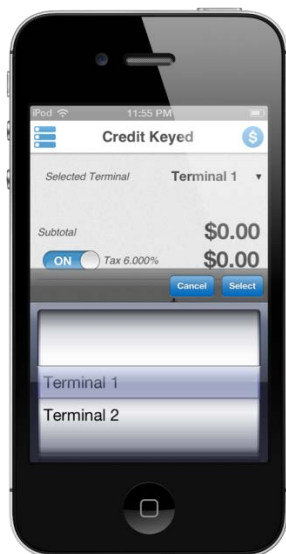 iPod 11:55 PM
Credit Keyed $
Selected Terminal Terminal 1
Subtotal $0.00
ON Tax 6.000% $0.00
Cancel Select
Terminal 1
Terminal 2